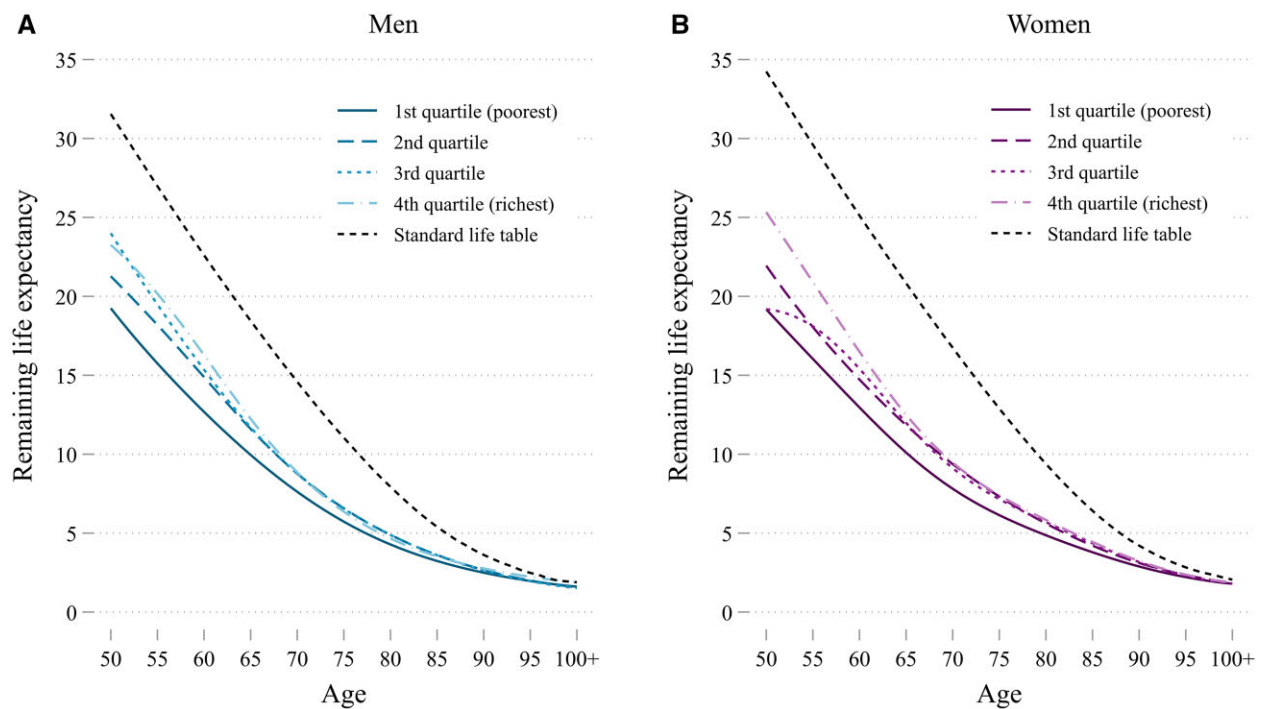 A
Men
Remaining life expectancy
35
30
25
20
15
10
5
0
1st quartile (poorest)
2nd quartile
3rd quartile
4th quartile (richest)
Standard life table
50 55 60 65 70 75 80 85 90 95 100+
Age
B
Women
Remaining life expectancy
35
30
25
20
15
10
5
0
1st quartile (poorest)
2nd quartile
3rd quartile
4th quartile (richest)
Standard life table
50 55 60 65 70 75 80 85 90 95 100+
Age